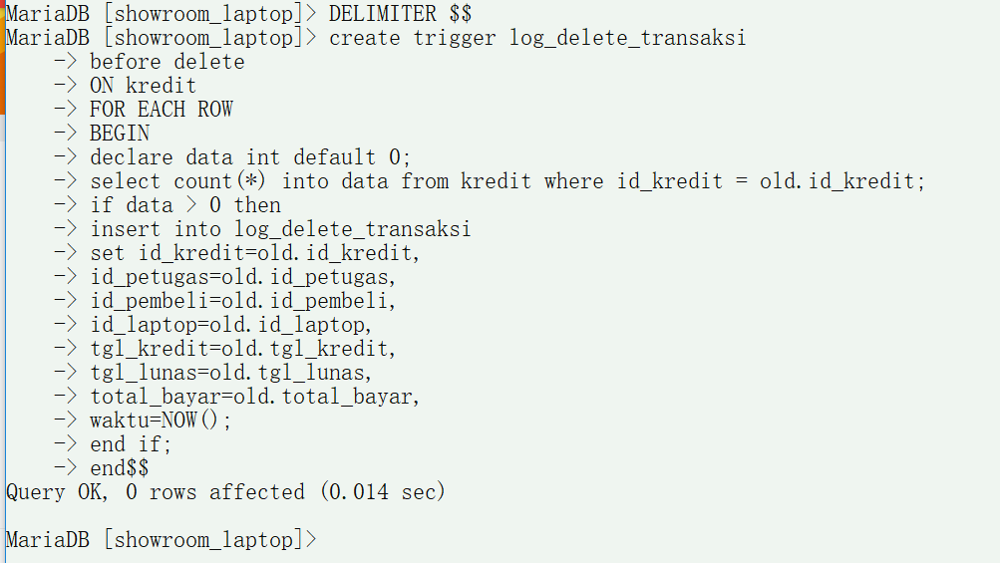 MariaDB [showroom_laptop]> DELIMITER $$
MariaDB [showroom_laptop]> create trigger log_delete_transaksi
-> before delete
-> ON kredit
-> FOR EACH ROW
-> BEGIN
-> declare data int default 0;
-> select count(*) into data from kredit where id_kredit = old.id_kredit;
-> if data > 0 then
-> insert into log_delete_transaksi
-> set id_kredit=old.id_kredit,
-> id_petugas=old.id_petugas,
-> id_pembeli=old.id_pembeli,
-> id_laptop=old.id_laptop,
-> tgl_kredit=old.tgl_kredit,
-> tgl_lunas=old.tgl_lunas,
-> total_bayar=old.total_bayar,
-> waktu=NOW();
-> end if;
-> end$$
Query OK, 0 rows affected (0.014 sec)
MariaDB [showroom_laptop]>